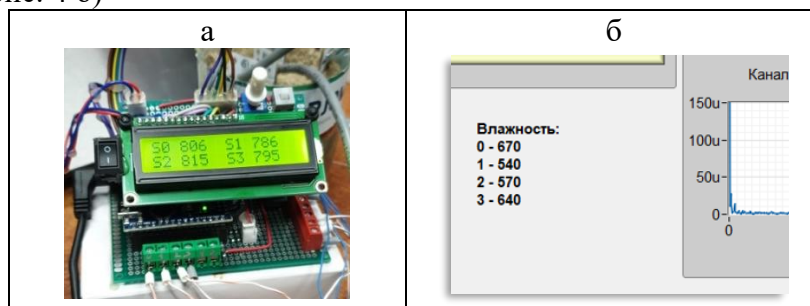 а
б
S0 806 S1 786
S2 815 S3 795
Влажность:
0 - 670
1 - 540
2 - 570
3 - 640
Канал
150u
100u
50u
0
0